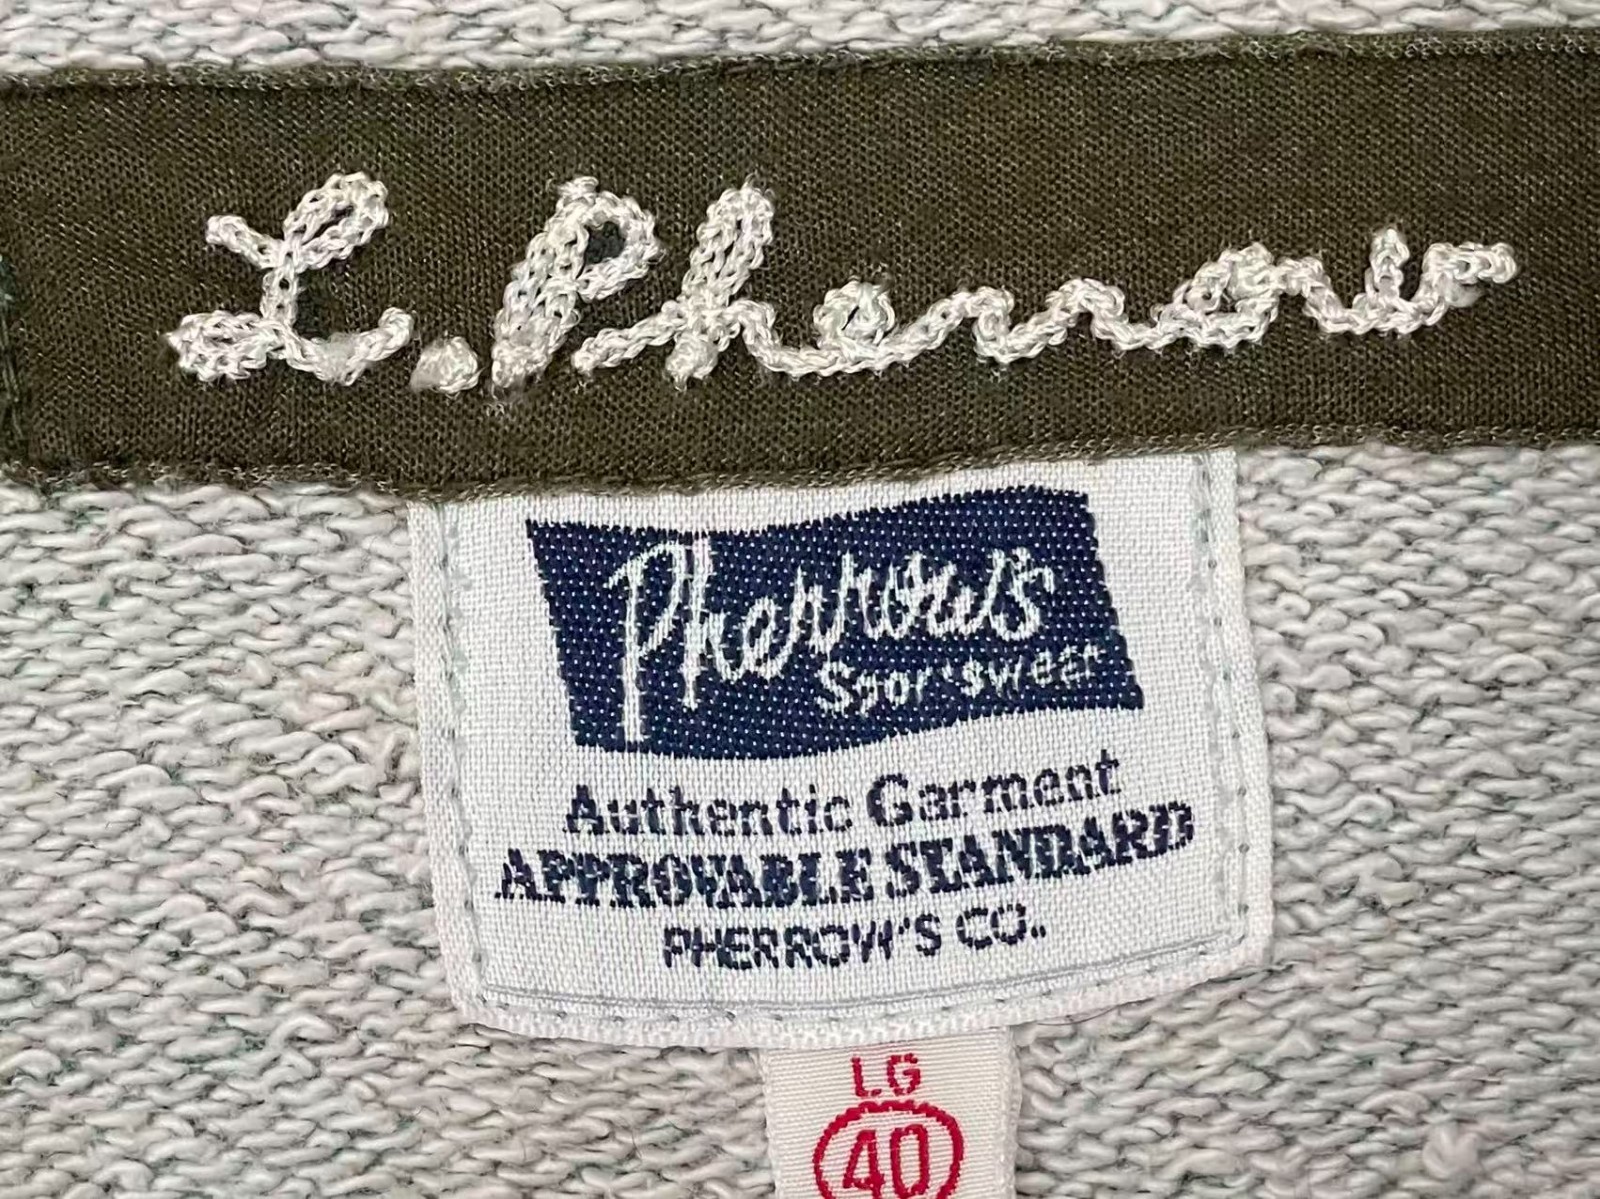 L. Pherrow
Pherrow's
Sportswear
Authentic Garment
APPROVABLE STANDARD
PHERROW'S CO..
LG
40